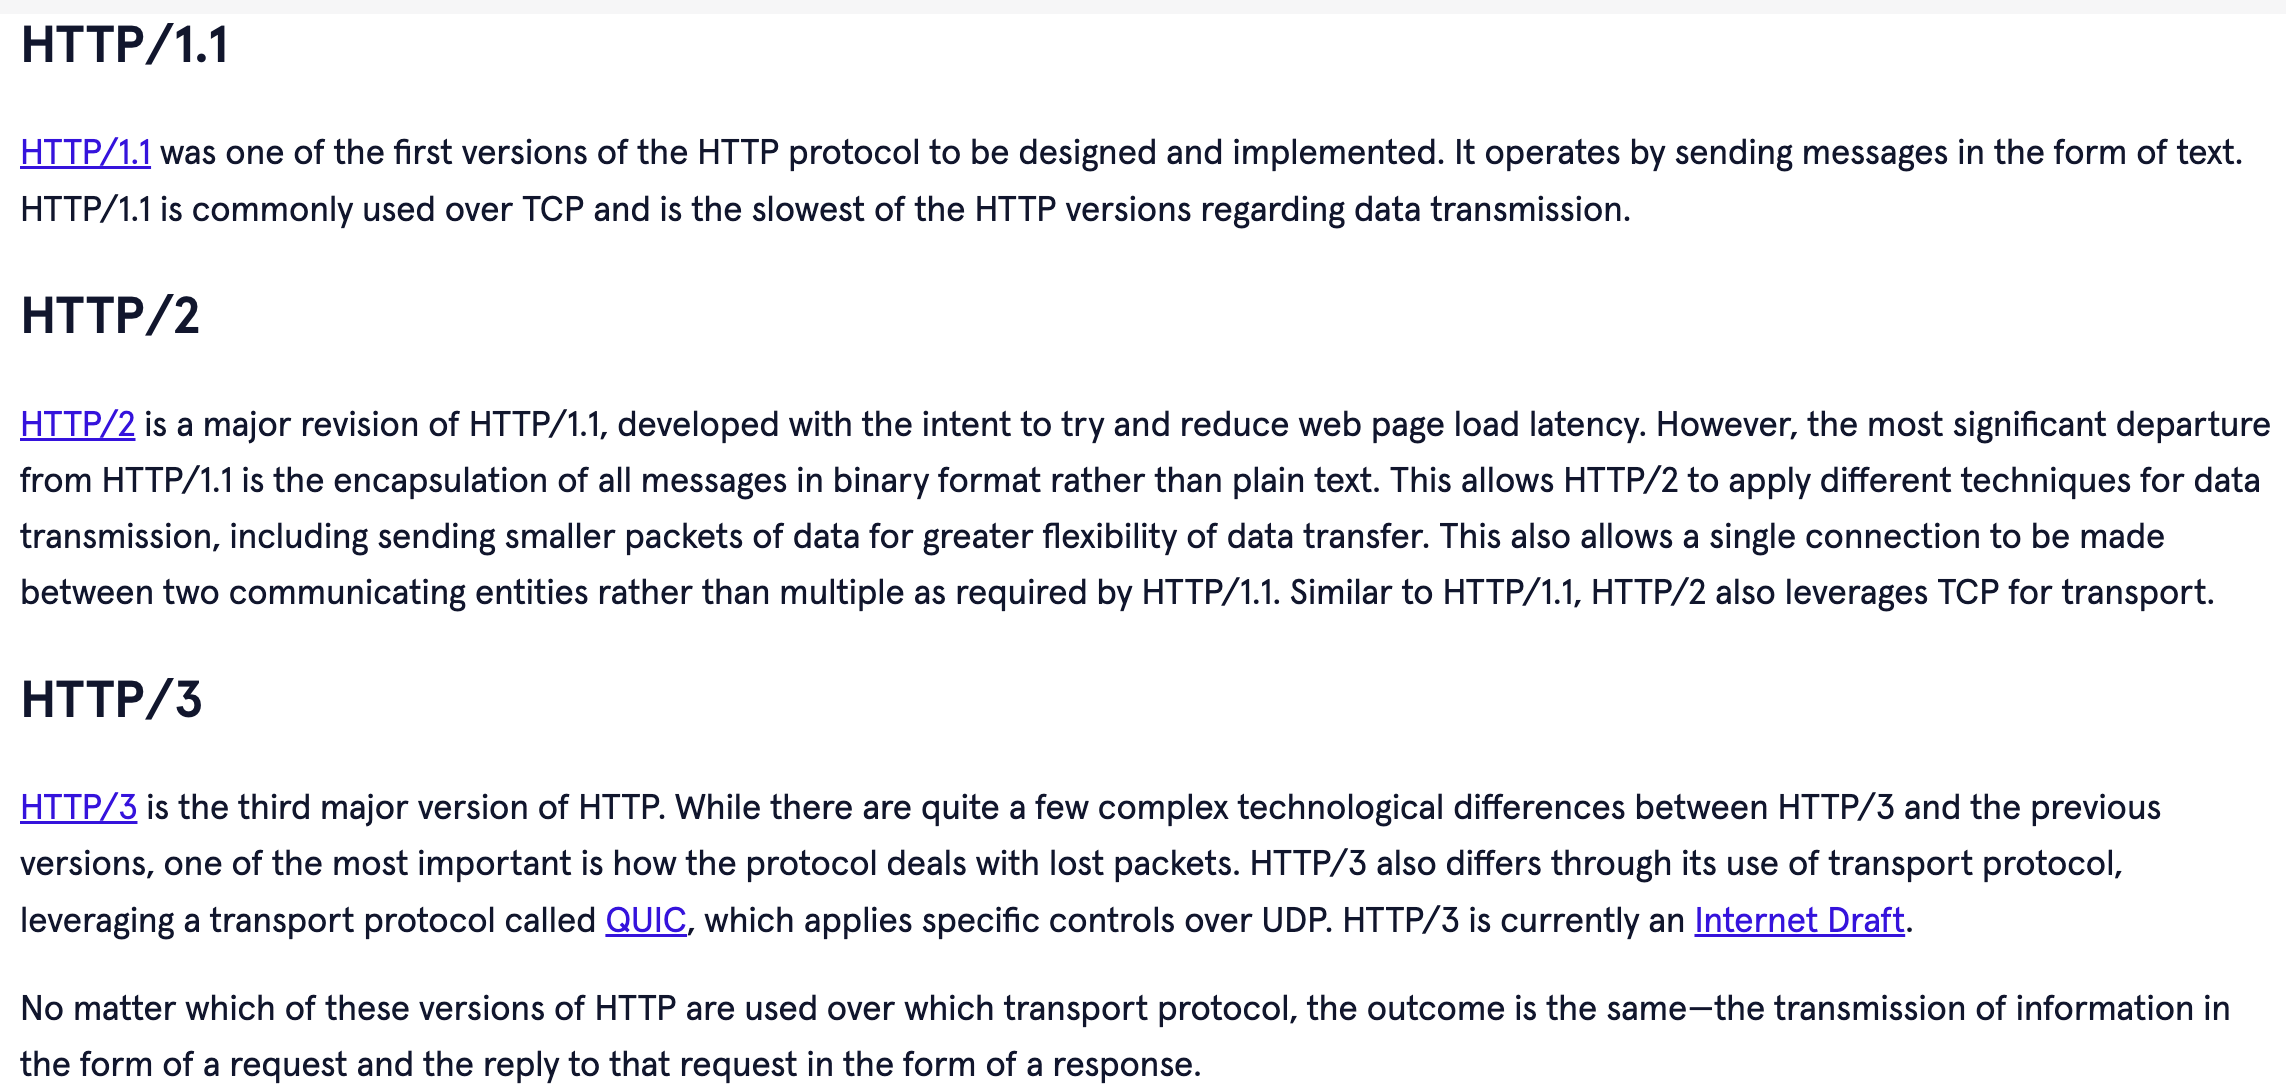 HTTP/1.1
HTTP/1.1 was one of the first versions of the HTTP protocol to be designed and implemented. It operates by sending messages in the form of text.
HTTP/1.1 is commonly used over TCP and is the slowest of the HTTP versions regarding data transmission.
HTTP/2
HTTP/2 is a major revision of HTTP/1.1, developed with the intent to try and reduce web page load latency. However, the most significant departure
from HTTP/1.1 is the encapsulation of all messages in binary format rather than plain text. This allows HTTP/2 to apply different techniques for data
transmission, including sending smaller packets of data for greater flexibility of data transfer. This also allows a single connection to be made
between two communicating entities rather than multiple as required by HTTP/1.1. Similar to HTTP/1.1, HTTP/2 also leverages TCP for transport.
HTTP/3
HTTP/3 is the third major version of HTTP. While there are quite a few complex technological differences between HTTP/3 and the previous
versions, one of the most important is how the protocol deals with lost packets. HTTP/3 also differs through its use of transport protocol,
leveraging a transport protocol called QUIC, which applies specific controls over UDP. HTTP/3 is currently an Internet Draft.
No matter which of these versions of HTTP are used over which transport protocol, the outcome is the same—the transmission of information in
the form of a request and the reply to that request in the form of a response.